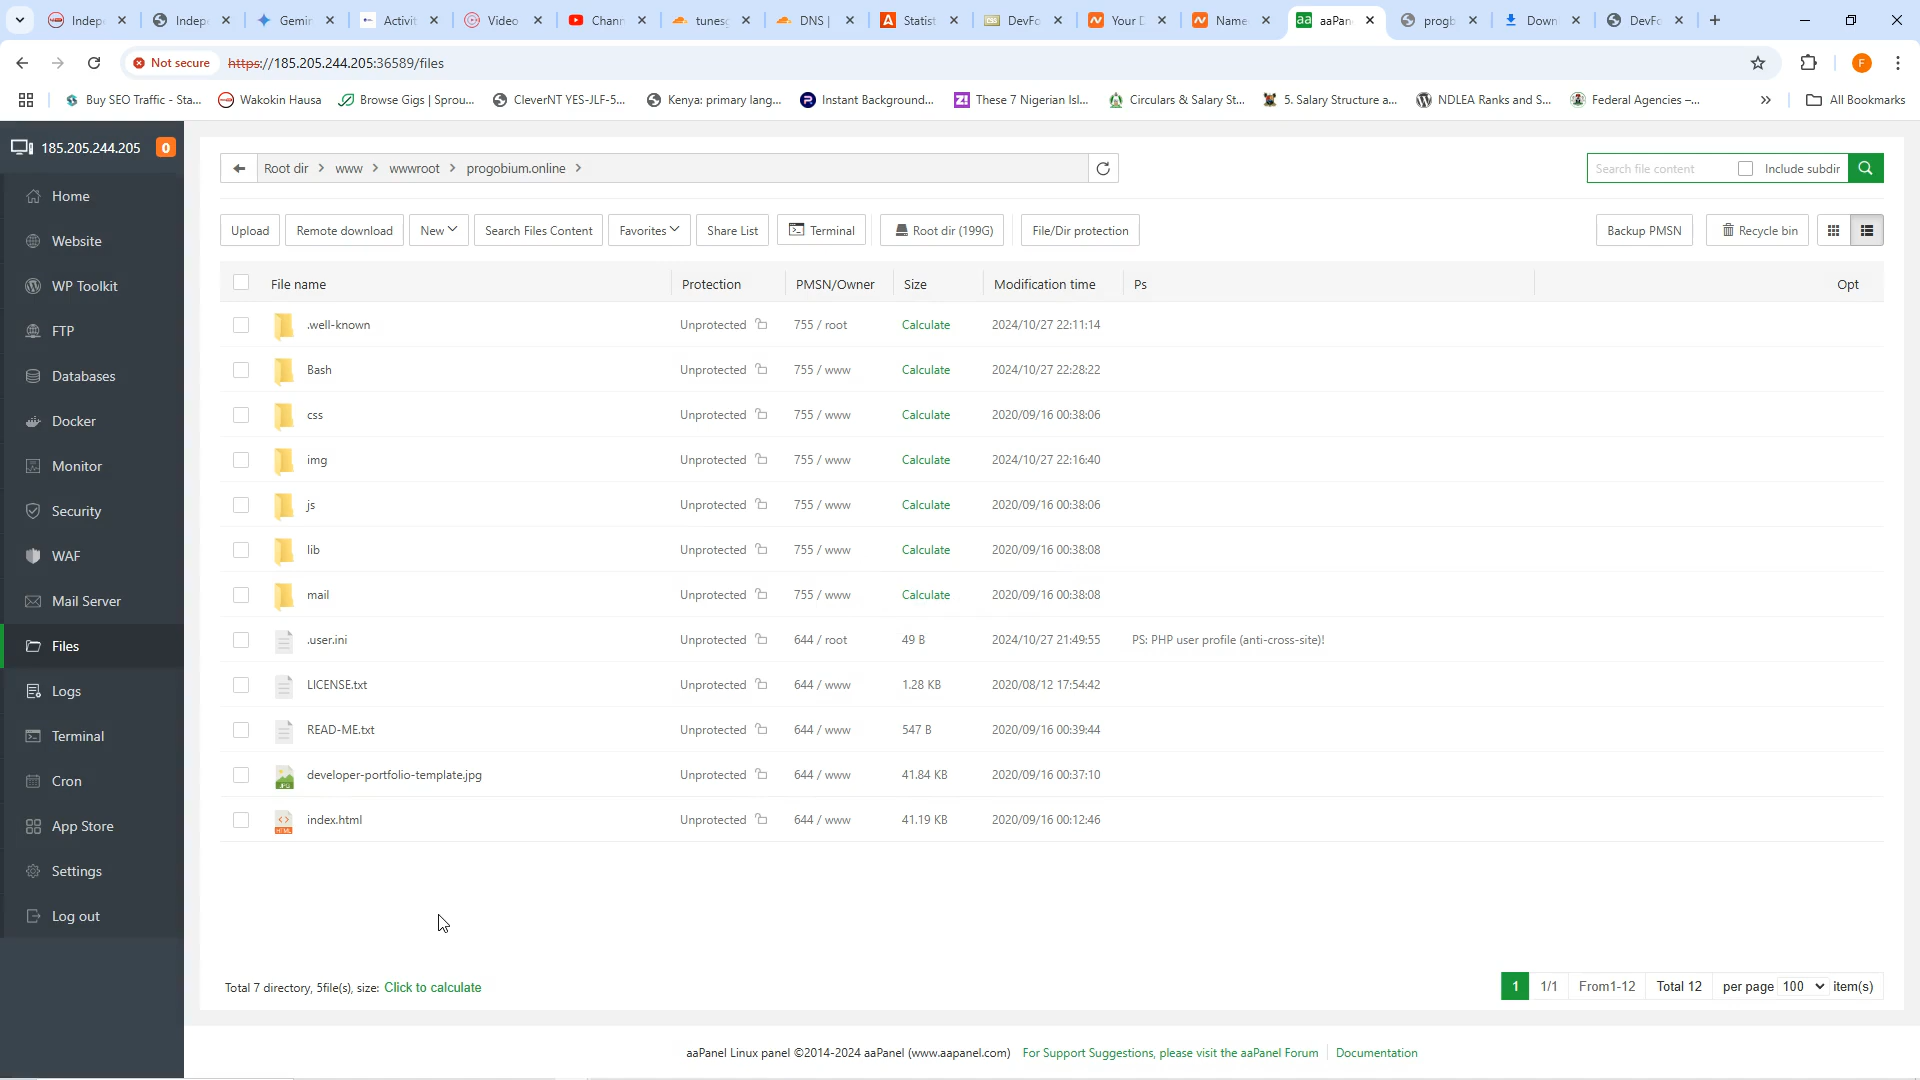 Indep
Indep
Gemin
Activit
Video
Chann
tunesg
DNS |
Statist
DevFo
Your D
Name
aaPan
progb
Down
DevFo
Not secure
https://185.205.244.205:36589/files
F
Buy SEO Traffic - Sta...
Wakokin Hausa
Browse Gigs | Sprou...
CleverNT YES-JLF-5...
Kenya: primary lang...
Instant Background...
These 7 Nigerian Isl...
Circulars & Salary St...
5. Salary Structure a...
NDLEA Ranks and S...
Federal Agencies –...
All Bookmarks
185.205.244.205
0
Home
Website
WP Toolkit
FTP
Databases
Docker
Monitor
Security
WAF
Mail Server
Files
Logs
Terminal
Cron
App Store
Settings
Log out
Root dir > www > wwwroot > progobium.online >
Search file content
Include subdir
Upload
Remote download
New
Search Files Content
Favorites
Share List
Terminal
Root dir (199G)
File/Dir protection
Backup PMSN
Recycle bin
File name Protection PMSN/Owner Size Modification time Ps Opt
.well-known Unprotected 755 / root Calculate 2024/10/27 22:11:14
Bash Unprotected 755 / www Calculate 2024/10/27 22:28:22
css Unprotected 755 / www Calculate 2020/09/16 00:38:06
img Unprotected 755 / www Calculate 2024/10/27 22:16:40
js Unprotected 755 / www Calculate 2020/09/16 00:38:06
lib Unprotected 755 / www Calculate 2020/09/16 00:38:08
mail Unprotected 755 / www Calculate 2020/09/16 00:38:08
.user.ini Unprotected 644 / root 49 B 2024/10/27 21:49:55 PS: PHP user profile (anti-cross-site)!
LICENSE.txt Unprotected 644 / www 1.28 KB 2020/08/12 17:54:42
READ-ME.txt Unprotected 644 / www 547 B 2020/09/16 00:39:44
developer-portfolio-template.jpg Unprotected 644 / www 41.84 KB 2020/09/16 00:37:10
index.html Unprotected 644 / www 41.19 KB 2020/09/16 00:12:46
Total 7 directory, 5file(s), size: Click to calculate
1 1/1 From1-12 Total 12 per page 100 item(s)
aaPanel Linux panel ©2014-2024 aaPanel (www.aapanel.com) For Support Suggestions, please visit the aaPanel Forum Documentation